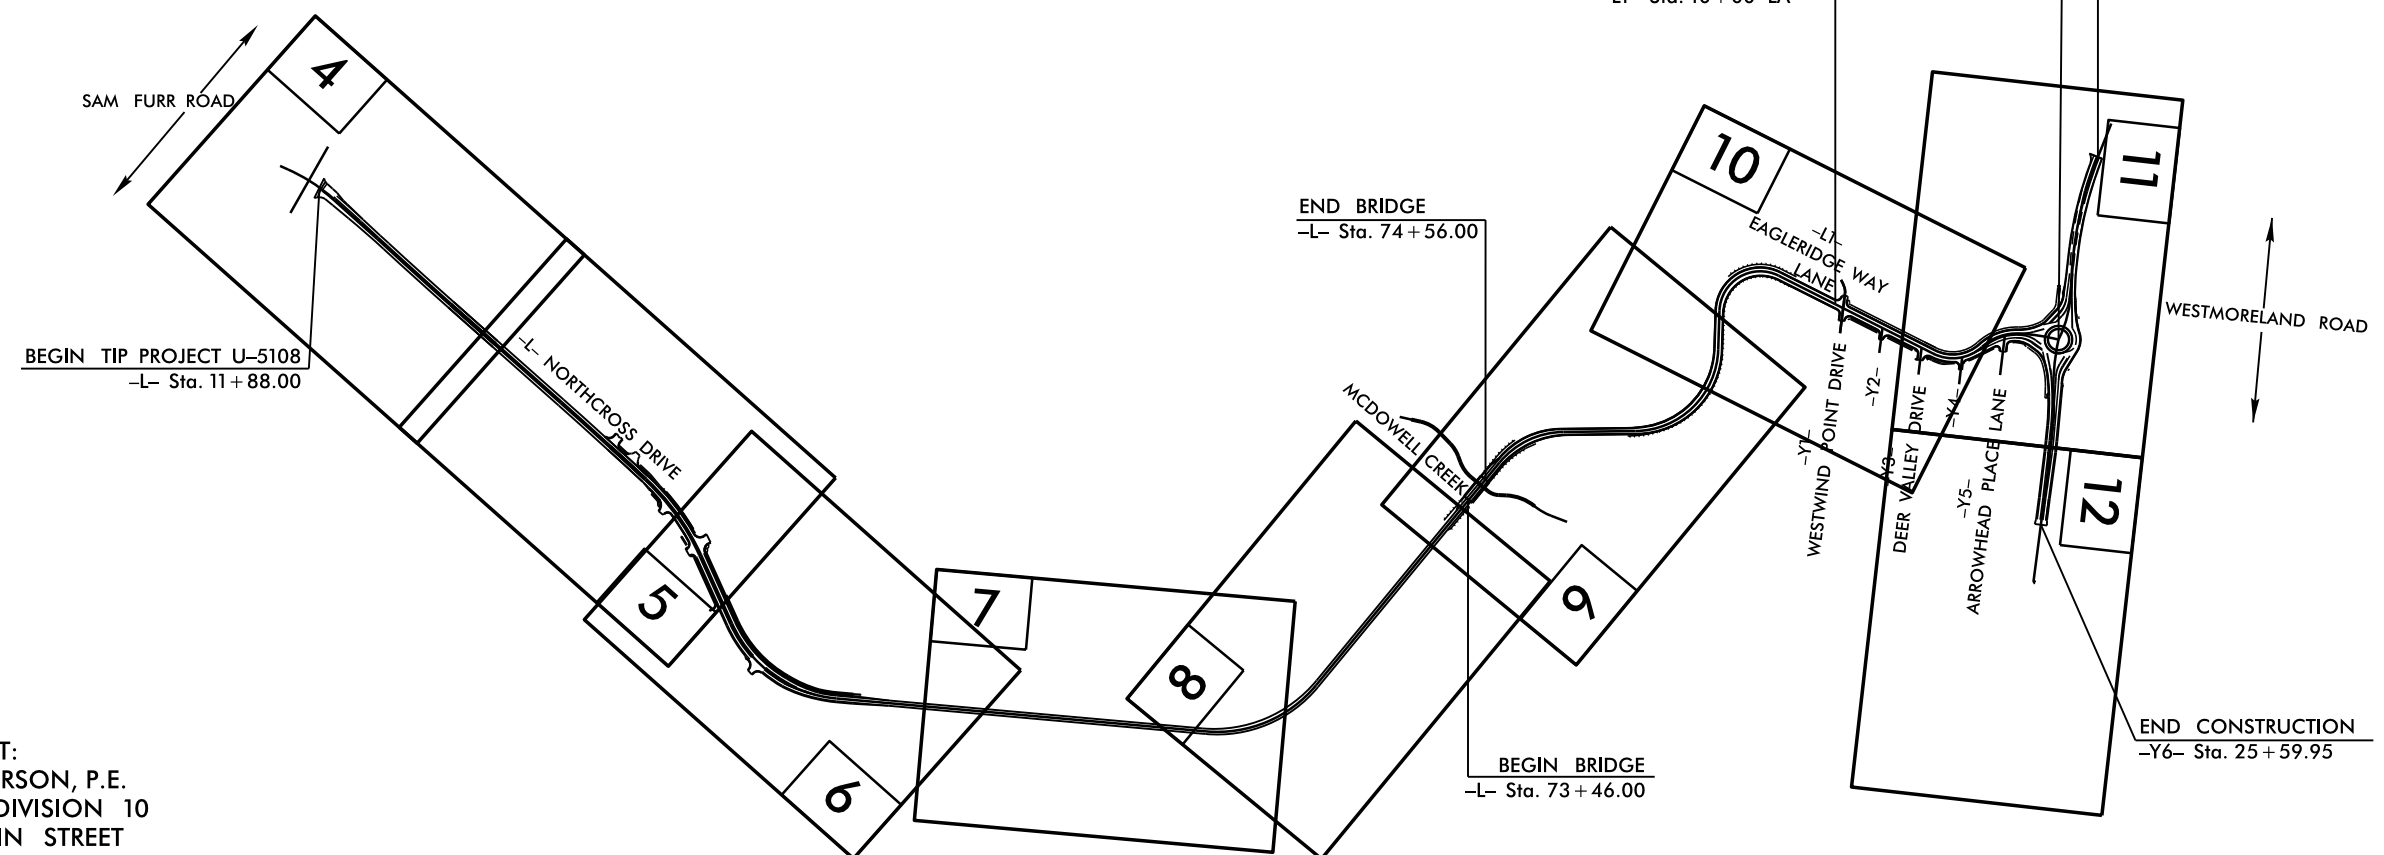 4
SAM FURR ROAD
BEGIN TIP PROJECT U–5108
–L– Sta. 11+88.00
–L– NORTHCROSS DRIVE
5
6
7
8
MCDOWELL CREEK
END BRIDGE
–L– Sta. 74+56.00
BEGIN BRIDGE
–L– Sta. 73+46.00
9
10
–L1–
EAGLERIDGE WAY
LANE
–Y1–
WESTWIND POINT DRIVE
–Y2–
–Y3–
DEER VALLEY DRIVE
–Y4–
–Y5–
ARROWHEAD PLACE LANE
11
12
WESTMORELAND ROAD
END CONSTRUCTION
–Y6– Sta. 25+59.95
T:
RSON, P.E.
DIVISION 10
IN STREET